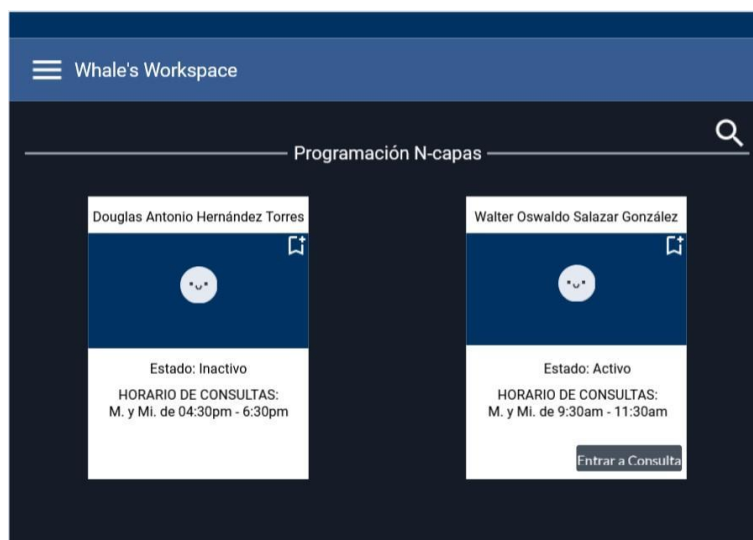 Whale's Workspace
Programación N-capas
Douglas Antonio Hernández Torres
Estado: Inactivo
HORARIO DE CONSULTAS:
M. y Mi. de 04:30pm - 6:30pm
Walter Oswaldo Salazar González
Estado: Activo
HORARIO DE CONSULTAS:
M. y Mi. de 9:30am - 11:30am
Entrar a Consulta